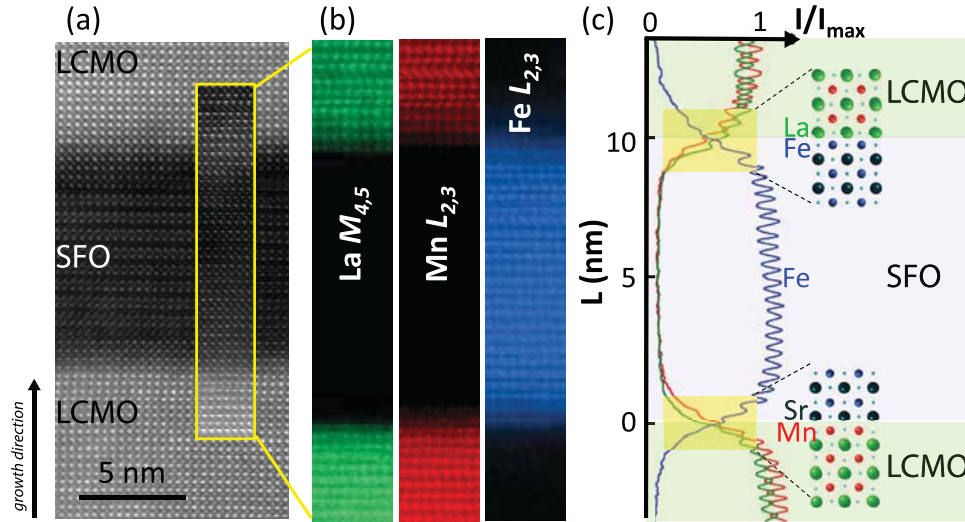 (a)
(b)
(c)
LCMO
SFO
LCMO
5 nm
growth direction
La M4,5
Mn L2,3
Fe L2,3
0
1
I/Imax
LCMO
La
Fe
10
L (nm)
5
Fe
SFO
Sr
0
Mn
LCMO